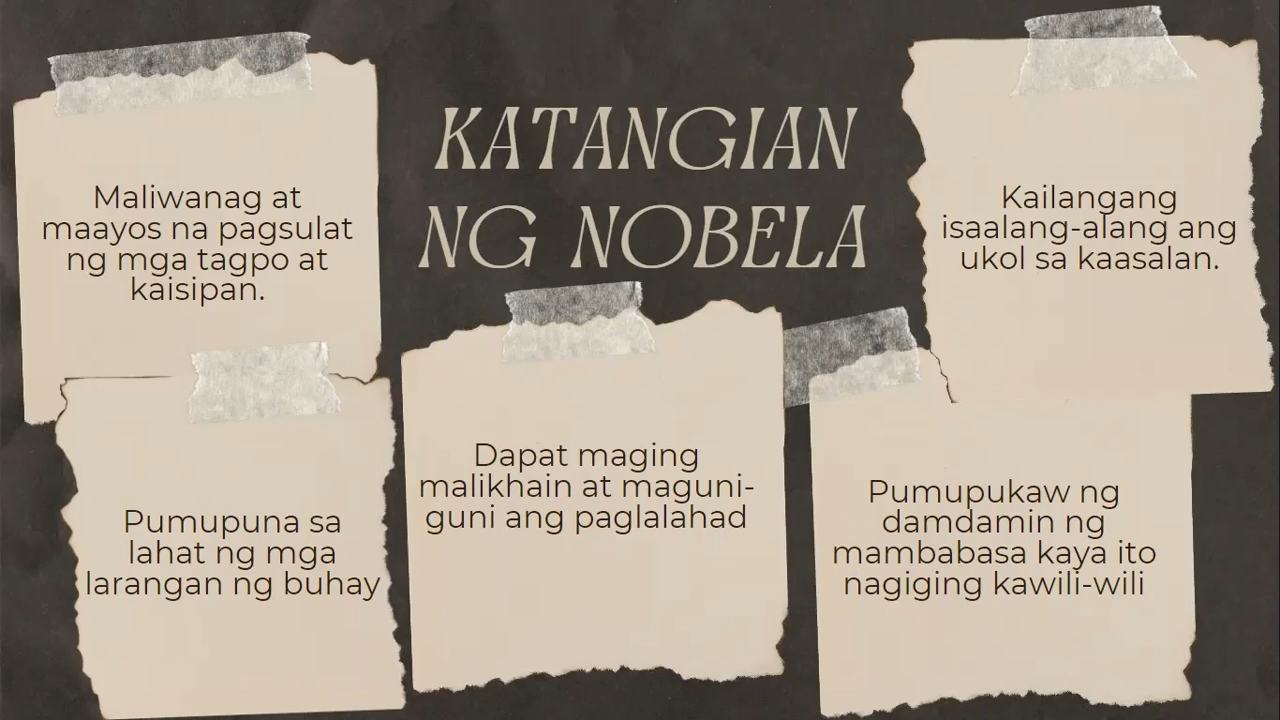 KATANGIAN
NG NOBELA
Maliwanag at
maayos na pagsulat
ng mga tagpo at
kaisipan.
Kailangang
isaalang-alang ang
ukol sa kaasalan.
Pumupuna sa
lahat ng mga
larangan ng buhay
Dapat maging
malikhain at maguni-
guni ang paglalahad
Pumupukaw ng
damdamin ng
mambabasa kaya ito
nagiging kawili-wili